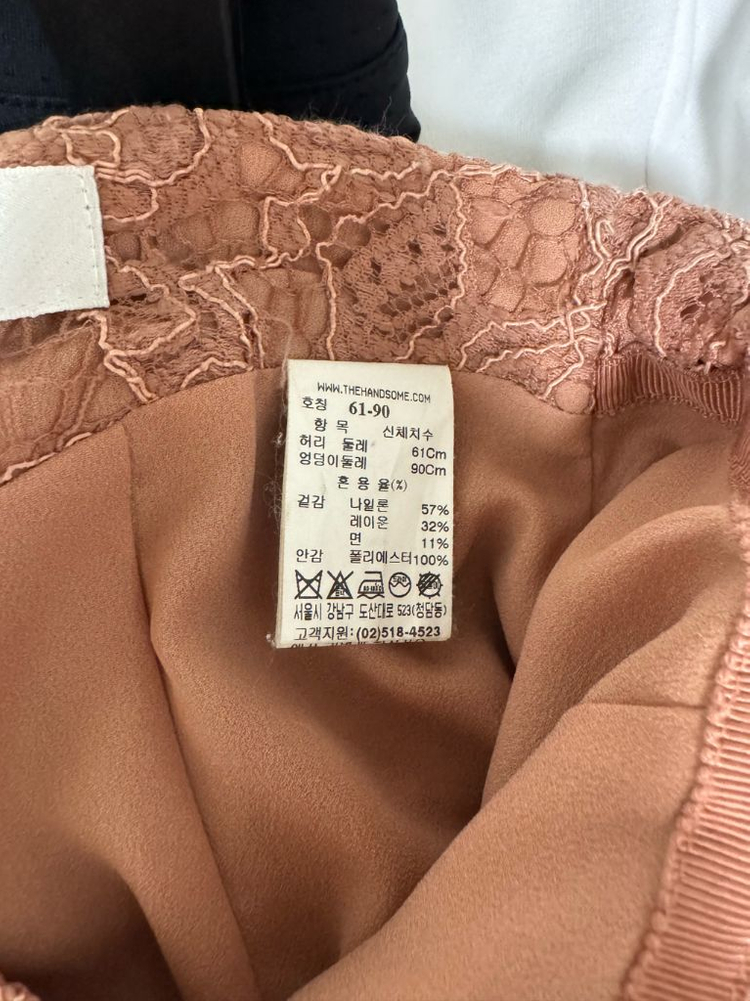 WWW.THEHANDSOME.COM
호칭 61-90
항 목 신체치수
허리 둘레 61Cm
엉덩이둘레 90Cm
혼 용 율(%)
겉감 나일론 57%
레이온 32%
면 11%
안감 폴리에스터100%
서울시 강남구 도산대로 523(청담동)
고객지원:(02)518-4523